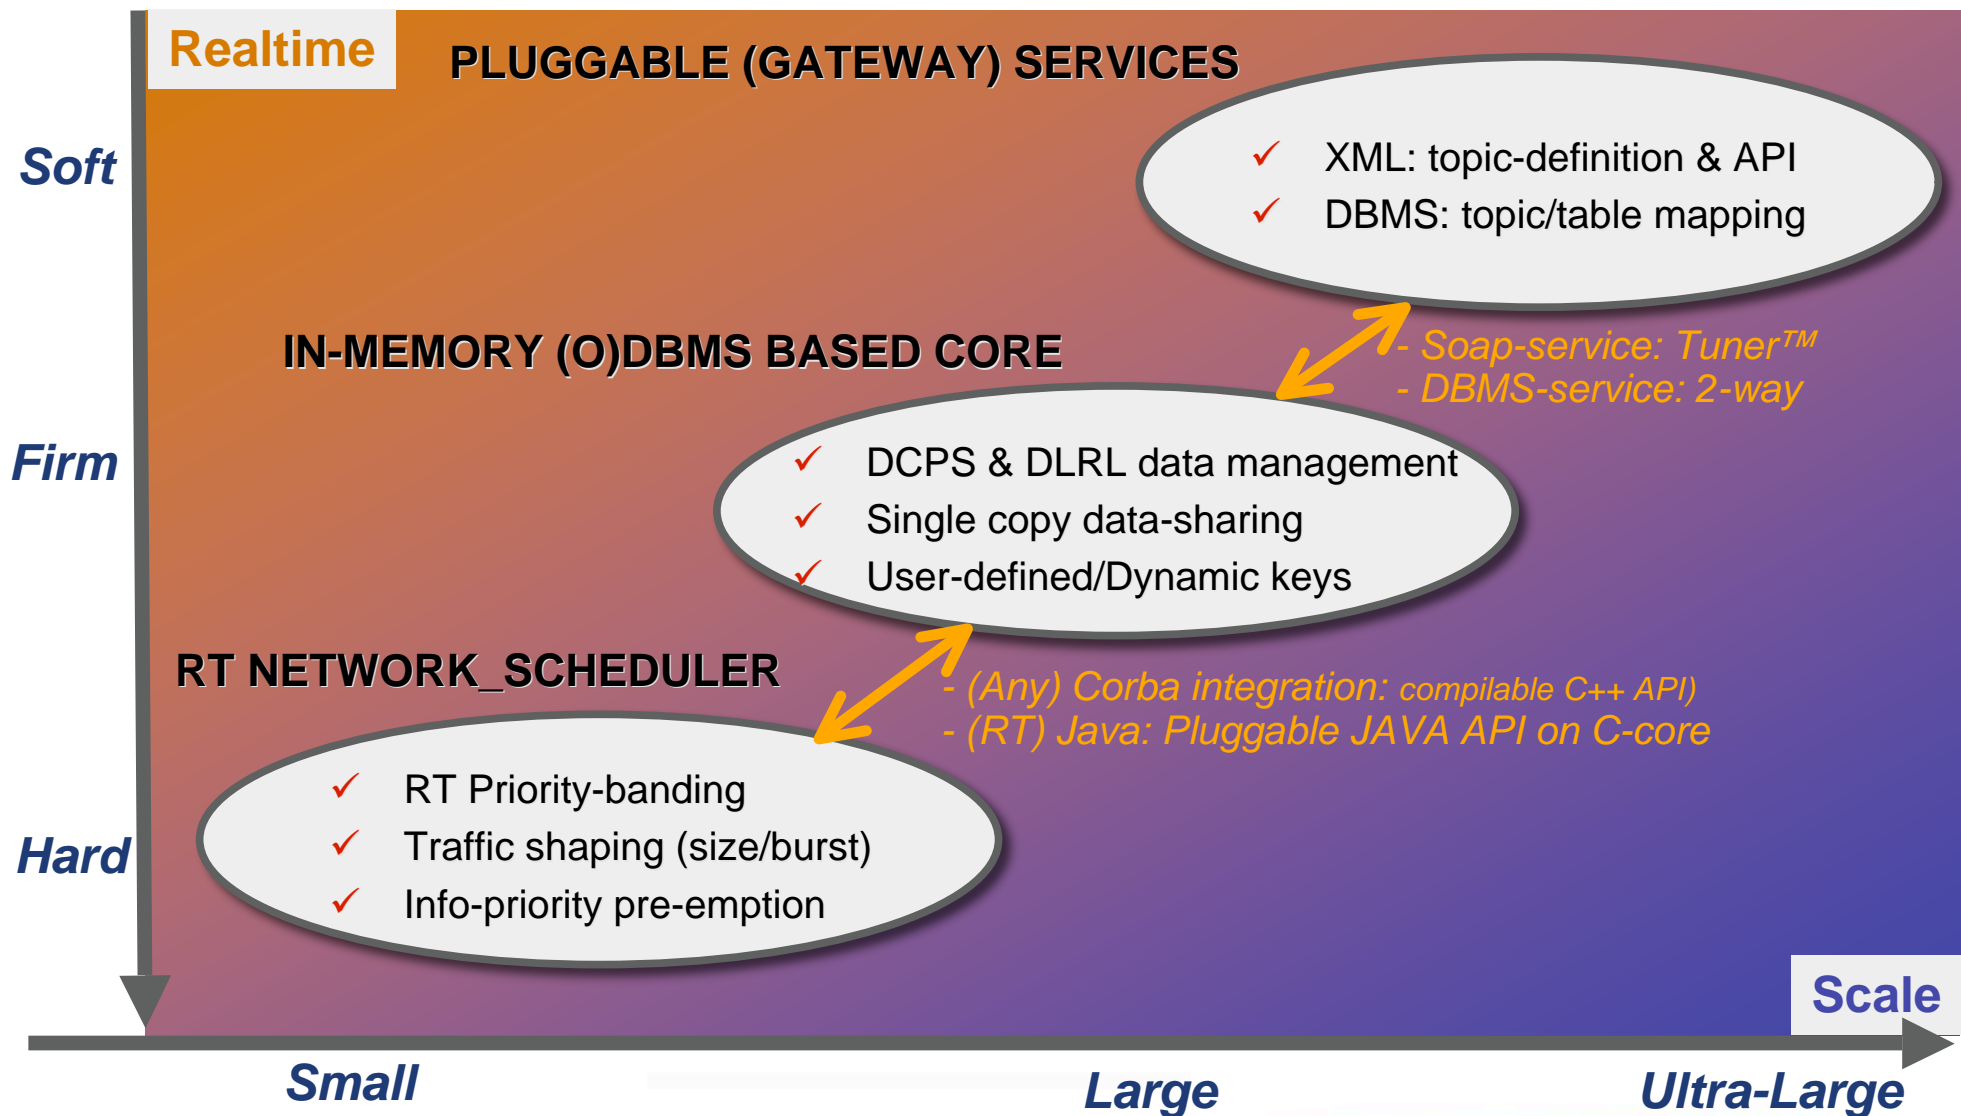 Realtime
PLUGGABLE (GATEWAY) SERVICES
Soft
XML: topic-definition & API
DBMS: topic/table mapping
- Soap-service: Tuner™
- DBMS-service: 2-way
IN-MEMORY (O)DBMS BASED CORE
Firm
DCPS & DLRL data management
Single copy data-sharing
User-defined/Dynamic keys
RT NETWORK_SCHEDULER
- (Any) Corba integration: compilable C++ API)
- (RT) Java: Pluggable JAVA API on C-core
Hard
RT Priority-banding
Traffic shaping (size/burst)
Info-priority pre-emption
Scale
Small
Large
Ultra-Large